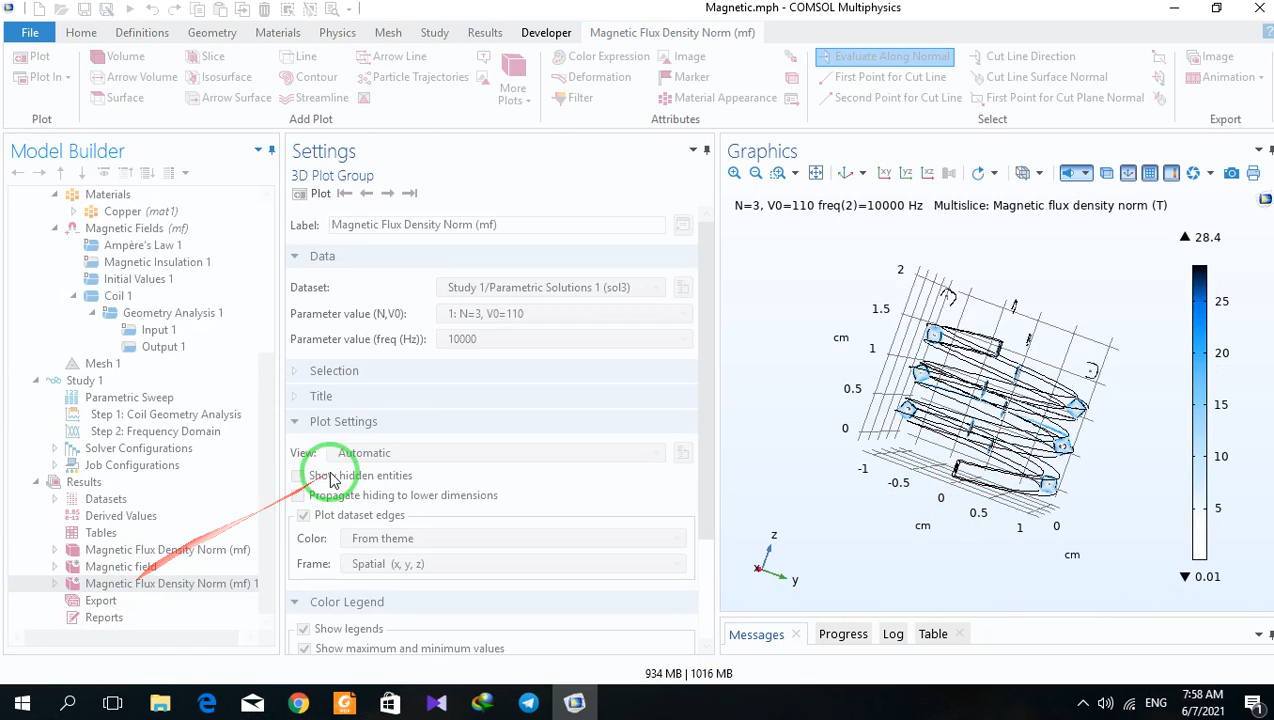 Magnetic.mph - COMSOL Multiphysics
File Home Definitions Geometry Materials Physics Mesh Study Results Developer Magnetic Flux Density Norm (mf)
Plot
Plot In
Plot
Volume
Arrow Volume
Surface
Slice
Isosurface
Arrow Surface
Line
Contour
Streamline
Arrow Line
Particle Trajectories
More
Plots
Add Plot
Color Expression
Deformation
Filter
Image
Marker
Material Appearance
Attributes
Evaluate Along Normal
First Point for Cut Line
Second Point for Cut Line
Cut Line Direction
Cut Line Surface Normal
First Point for Cut Plane Normal
Select
Image
Animation
Export
Model Builder
Materials
Copper (mat1)
Magnetic Fields (mf)
Ampère's Law 1
Magnetic Insulation 1
Initial Values 1
Coil 1
Geometry Analysis 1
Input 1
Output 1
Mesh 1
Study 1
Parametric Sweep
Step 1: Coil Geometry Analysis
Step 2: Frequency Domain
Solver Configurations
Job Configurations
Results
Datasets
Derived Values
Tables
Magnetic Flux Density Norm (mf)
Magnetic field
Magnetic Flux Density Norm (mf) 1
Export
Reports
Settings
3D Plot Group
Plot
Label: Magnetic Flux Density Norm (mf)
Data
Dataset: Study 1/Parametric Solutions 1 (sol3)
Parameter value (N,V0): 1: N=3, V0=110
Parameter value (freq (Hz)): 10000
Selection
Title
Plot Settings
View: Automatic
Show hidden entities
Propagate hiding to lower dimensions
Plot dataset edges
Color: From theme
Frame: Spatial (x, y, z)
Color Legend
Show legends
Show maximum and minimum values
Graphics
N=3, V0=110 freq(2)=10000 Hz Multislice: Magnetic flux density norm (T)
28.4
25
20
15
10
5
0.01
2
1.5
cm
1
0.5
0
-1
-0.5
0
cm
0.5
1
0
cm
z
x
y
Messages Progress Log Table
934 MB | 1016 MB
ENG
7:58 AM
6/7/2021
1